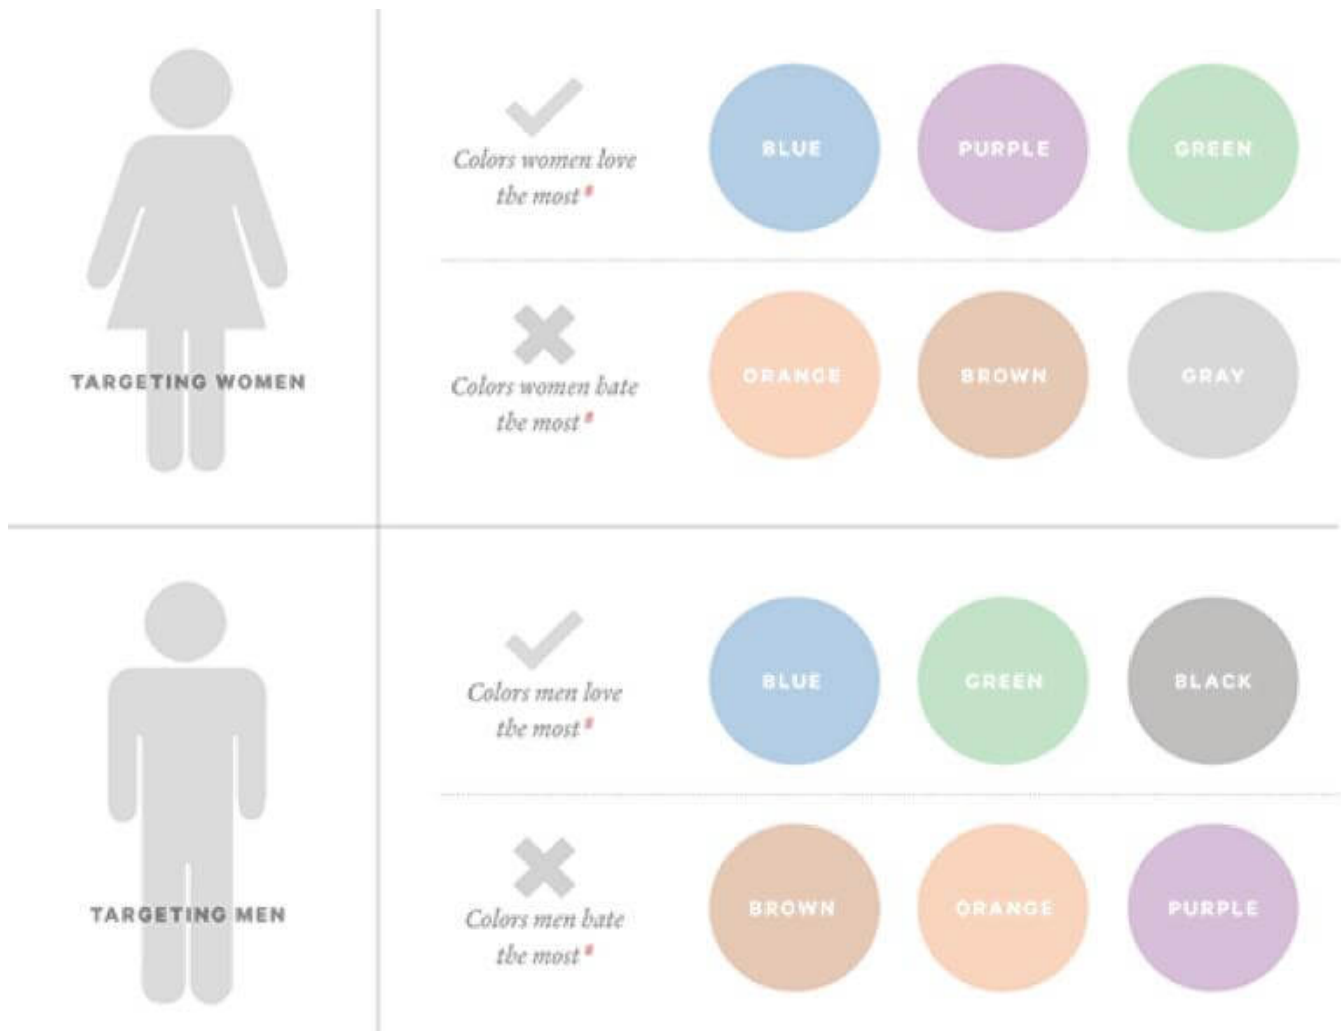 Colors women love
the most
BLUE
PURPLE
GREEN
TARGETING WOMEN
Colors women hate
the most
ORANGE
BROWN
GRAY
Colors men love
the most
BLUE
GREEN
BLACK
TARGETING MEN
Colors men hate
the most
BROWN
ORANGE
PURPLE